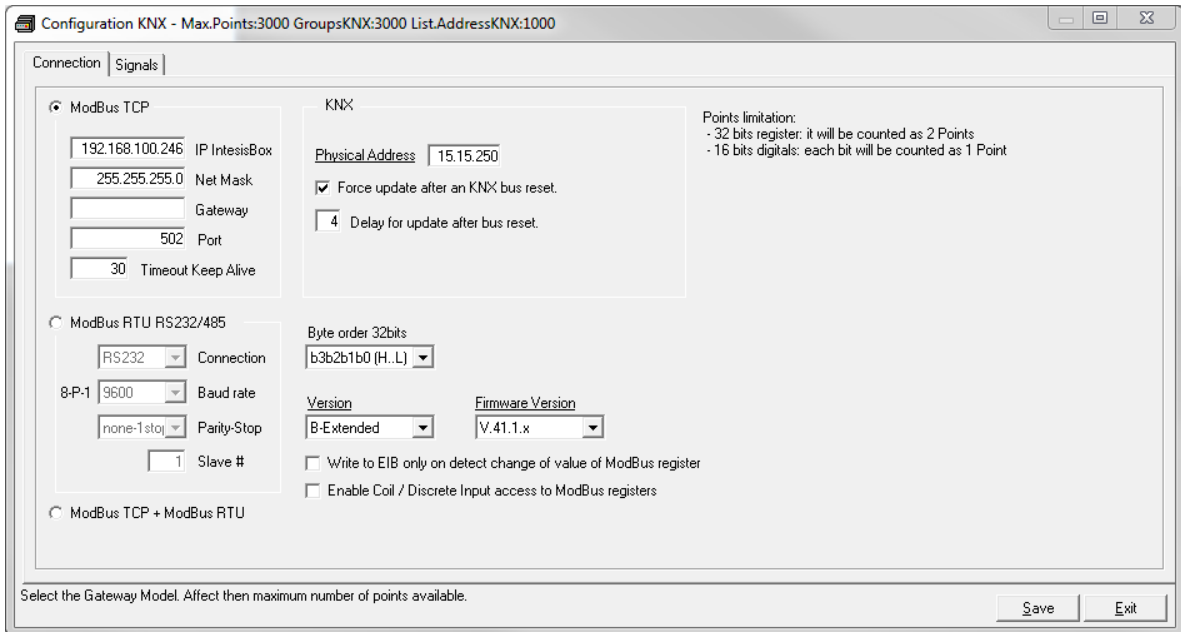 Configuration KNX - Max.Points:3000 GroupsKNX:3000 List.AddressKNX:1000
Connection
Signals
ModBus TCP
192.168.100.246 IP IntesisBox
255.255.255.0 Net Mask
Gateway
502 Port
30 Timeout Keep Alive
KNX
Physical Address 15.15.250
Force update after an KNX bus reset.
4 Delay for update after bus reset.
Points limitation:
- 32 bits register: it will be counted as 2 Points
- 16 bits digitals: each bit will be counted as 1 Point
ModBus RTU RS232/485
RS232 Connection
8-P-1 9600 Baud rate
none-1stop Parity-Stop
1 Slave #
ModBus TCP + ModBus RTU
Byte order 32bits
b3b2b1b0 (H..L)
Version
B-Extended
Firmware Version
V.41.1.x
Write to EIB only on detect change of value of ModBus register
Enable Coil / Discrete Input access to ModBus registers
Select the Gateway Model. Affect then maximum number of points available.
Save
Exit